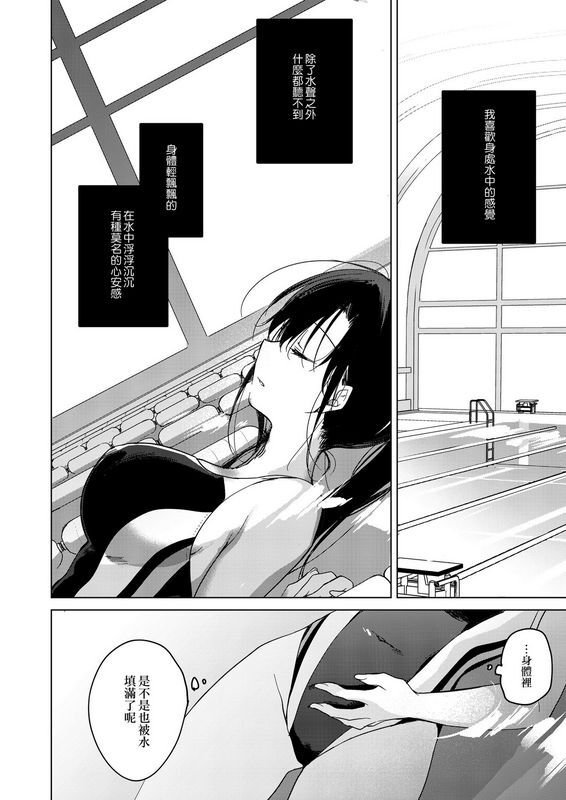 我喜歡身處水中的感覺
除了水聲之外
什麼都聽不到
身體輕飄飄的
在水中浮浮沉沉
有種莫名的心安感
…身體裡
是不是也被水
填滿了呢